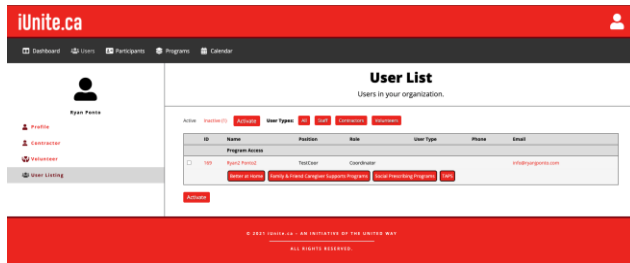 iUnite.ca
Dashboard Users Participants Programs Calendar
Ryan Ponto
Profile
Contractor
Volunteer
User Listing
User List
Users in your organization.
Active Inactive (1) Activate User Types: All Staff Contractors Volunteers
ID Name Position Role User Type Phone Email
Program Access
169 Ryan2 Ponto2 TestCoor Coordinator info@ryanjponto.com
Better at Home Family & Friend Caregiver Supports Programs Social Prescribing Programs TAPS
Activate
© 2021 iUnite.ca – AN INITIATIVE OF THE UNITED WAY
ALL RIGHTS RESERVED.